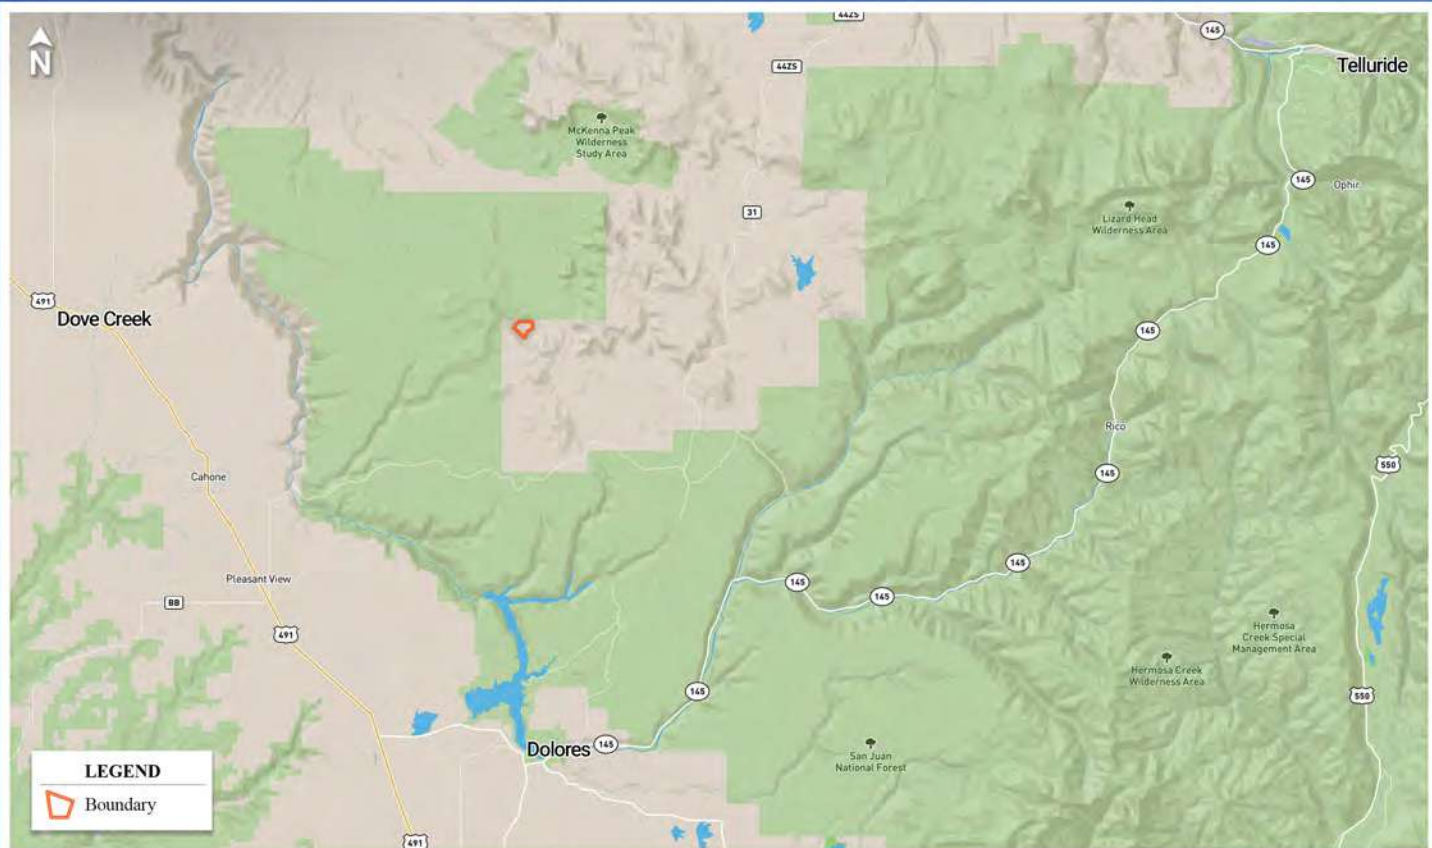 44ZS
145
N
44ZS
Telluride
McKenna Peak
Wilderness
Study Area
145
Ophir
31
Lizard Head
Wilderness Area
145
491
Dove Creek
145
Rico
550
145
Cahone
145
Pleasant View
145
145
BB
491
Hermosa
Creek Special
Management Area
Hermosa Creek
Wilderness Area
145
550
Dolores
145
San Juan
National Forest
LEGEND
Boundary
491